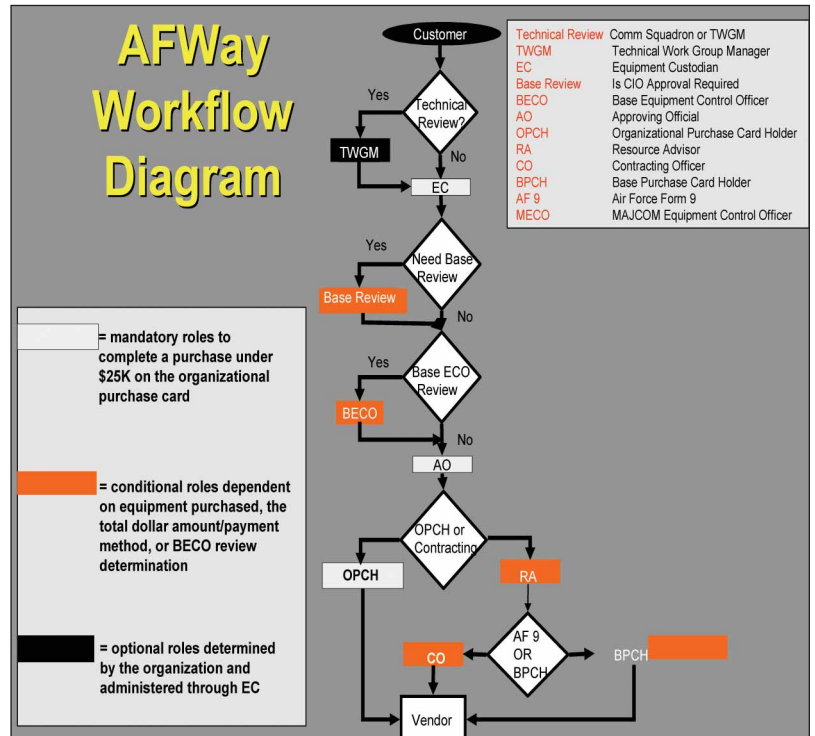 AFWay
Workflow
Diagram
Customer
Technical Review Comm Squadron or TWGM
TWGM Technical Work Group Manager
EC Equipment Custodian
Base Review Is CIO Approval Required
BECO Base Equipment Control Officer
AO Approving Official
OPCH Organizational Purchase Card Holder
RA Resource Advisor
CO Contracting Officer
BPCH Base Purchase Card Holder
AF 9 Air Force Form 9
MECO MAJCOM Equipment Control Officer
Yes
Technical
Review?
TWGM
No
EC
Yes
Need Base
Review
Base Review
No
Yes
Base ECO
Review
BECO
No
AO
OPCH or
Contracting
OPCH
RA
AF 9
OR
BPCH
CO
BPCH
Vendor
= mandatory roles to
complete a purchase under
$25K on the organizational
purchase card
= conditional roles dependent
on equipment purchased, the
total dollar amount/payment
method, or BECO review
determination
= optional roles determined
by the organization and
administered through EC